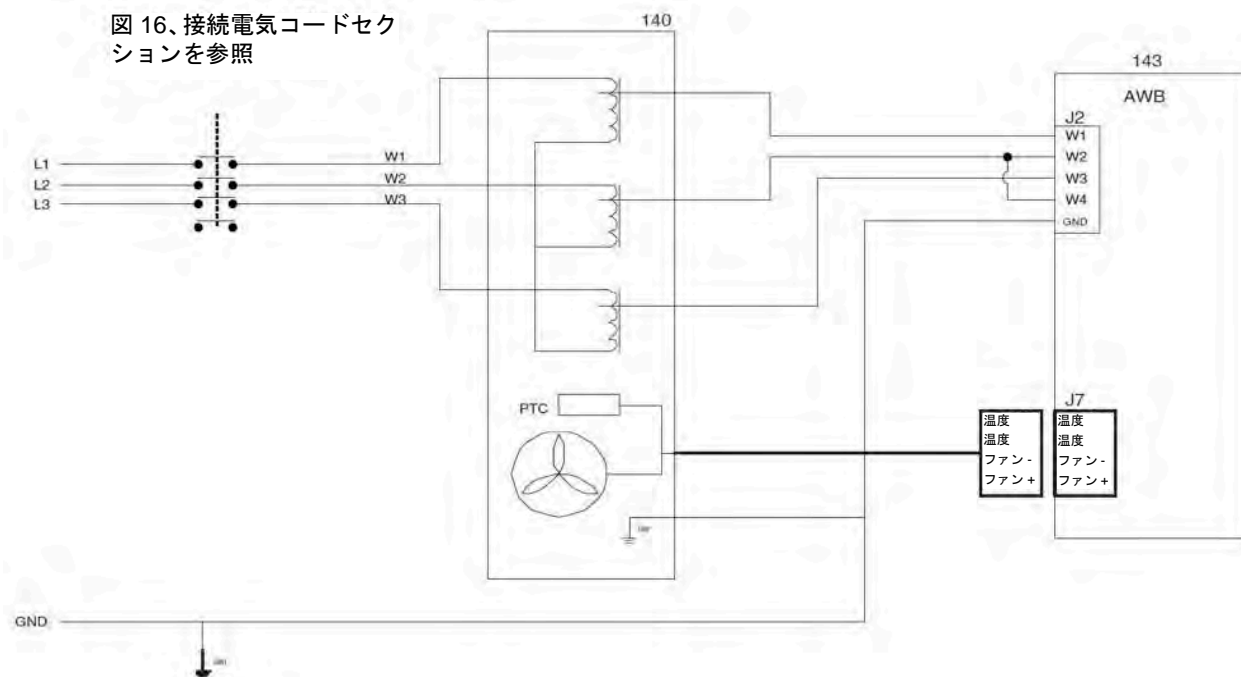 図 16、接続電気コードセク
ションを参照
140
143
AWB
J2
W1
W2
W3
W4
GND
L1
L2
L3
W1
W2
W3
PTC
J7
温度
温度
ファン -
ファン +
温度
温度
ファン -
ファン +
GND